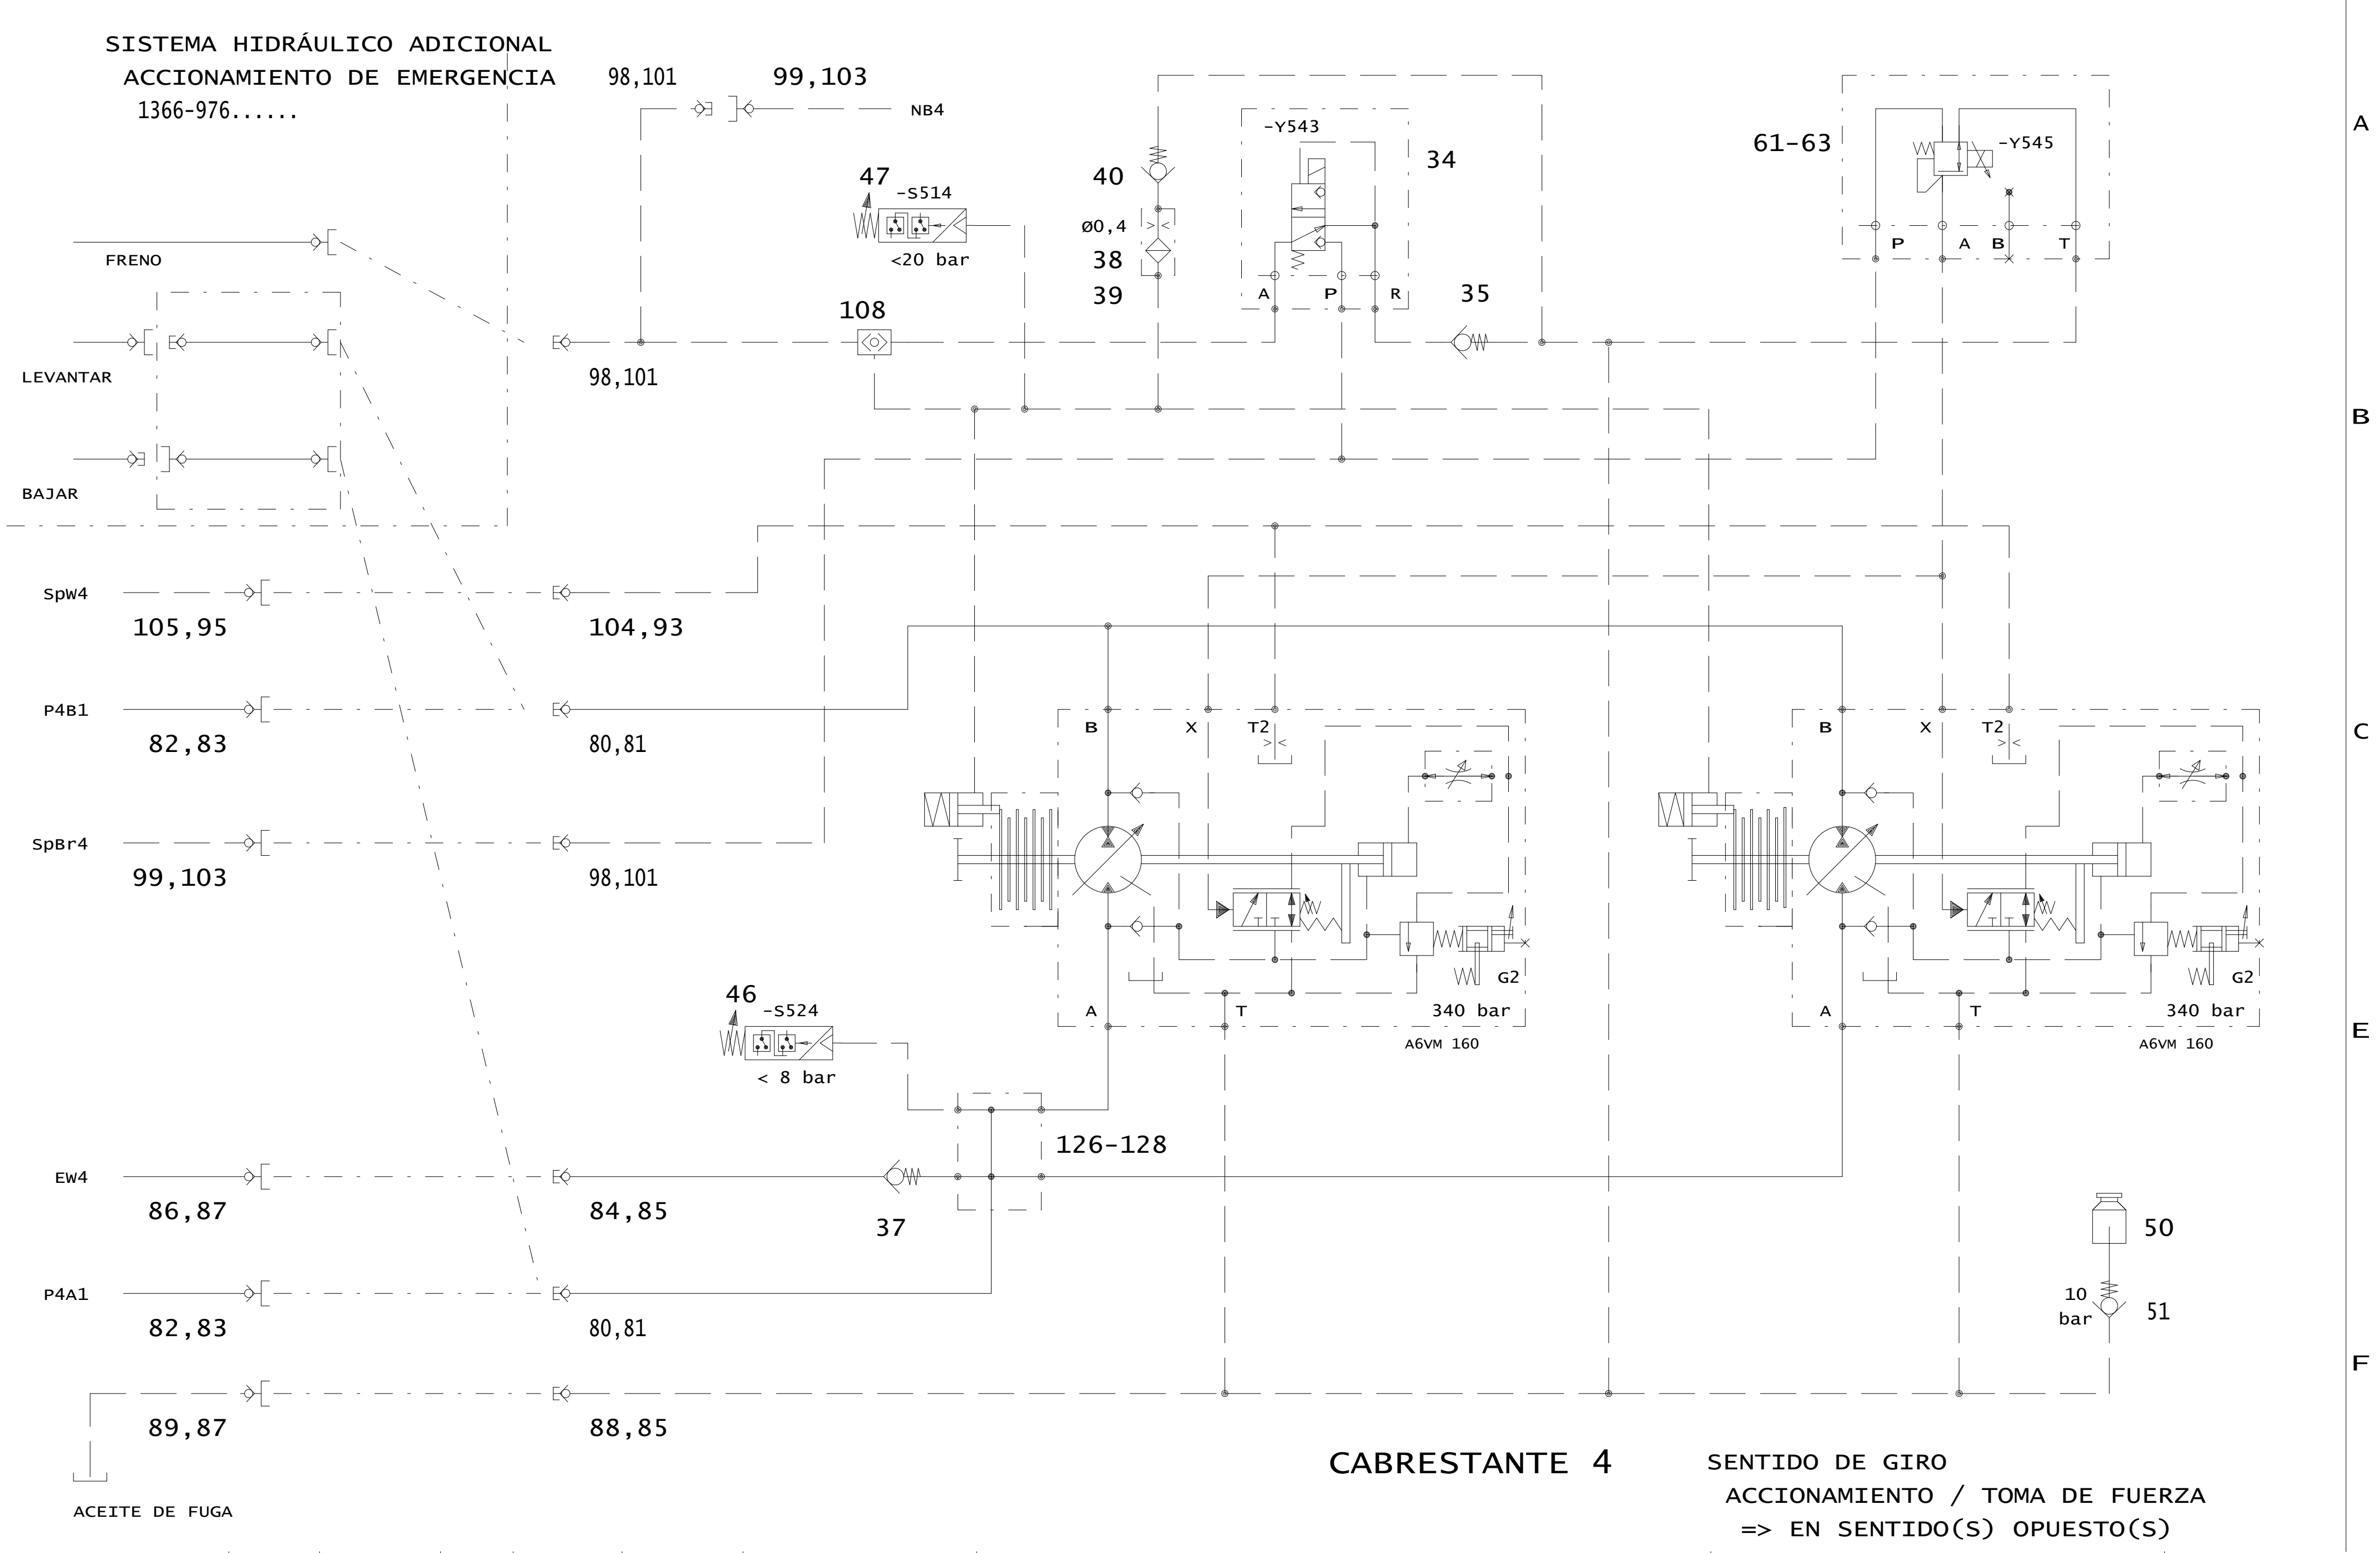 SISTEMA HIDRÁULICO ADICIONAL
ACCIONAMIENTO DE EMERGENCIA
1366-976......
98,101
99,103
NB4
47
-S514
<20 bar
40
Ø0,4
38
39
-Y543
34
A
P
R
35
61-63
-Y545
P
A
B
T
A
FRENO
LEVANTAR
BAJAR
98,101
108
B
SpW4
105,95
104,93
P4B1
82,83
80,81
SpBr4
99,103
98,101
B
X
T2
G2
A
T
340 bar
A6VM 160
B
X
T2
G2
A
T
340 bar
A6VM 160
C
46
-S524
< 8 bar
E
126-128
EW4
86,87
84,85
37
50
10
bar
51
P4A1
82,83
80,81
F
89,87
88,85
ACEITE DE FUGA
CABRESTANTE 4
SENTIDO DE GIRO
ACCIONAMIENTO / TOMA DE FUERZA
=> EN SENTIDO(S) OPUESTO(S)